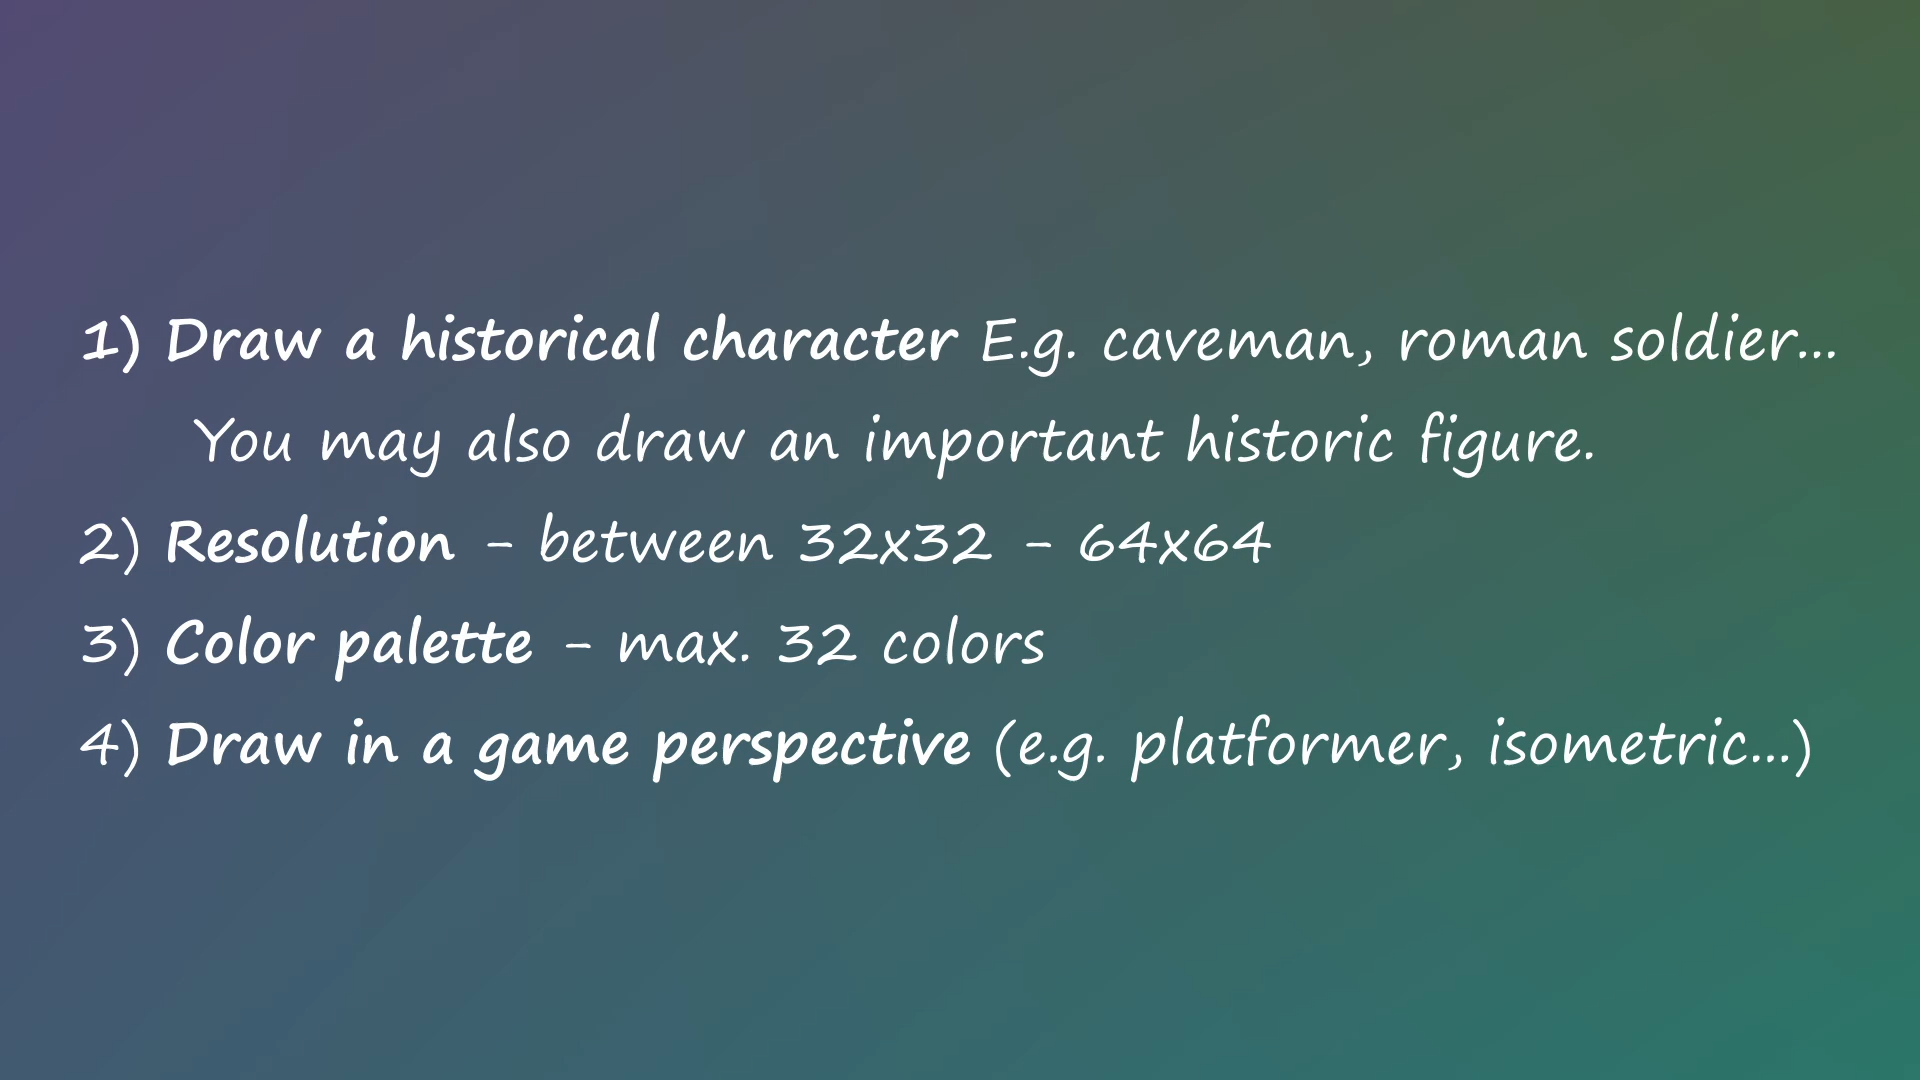 1) Draw a historical character E.g. caveman, roman soldier...
You may also draw an important historic figure.
2) Resolution - between 32x32 - 64x64
3) Color palette - max. 32 colors
4) Draw in a game perspective (e.g. platformer, isometric...)